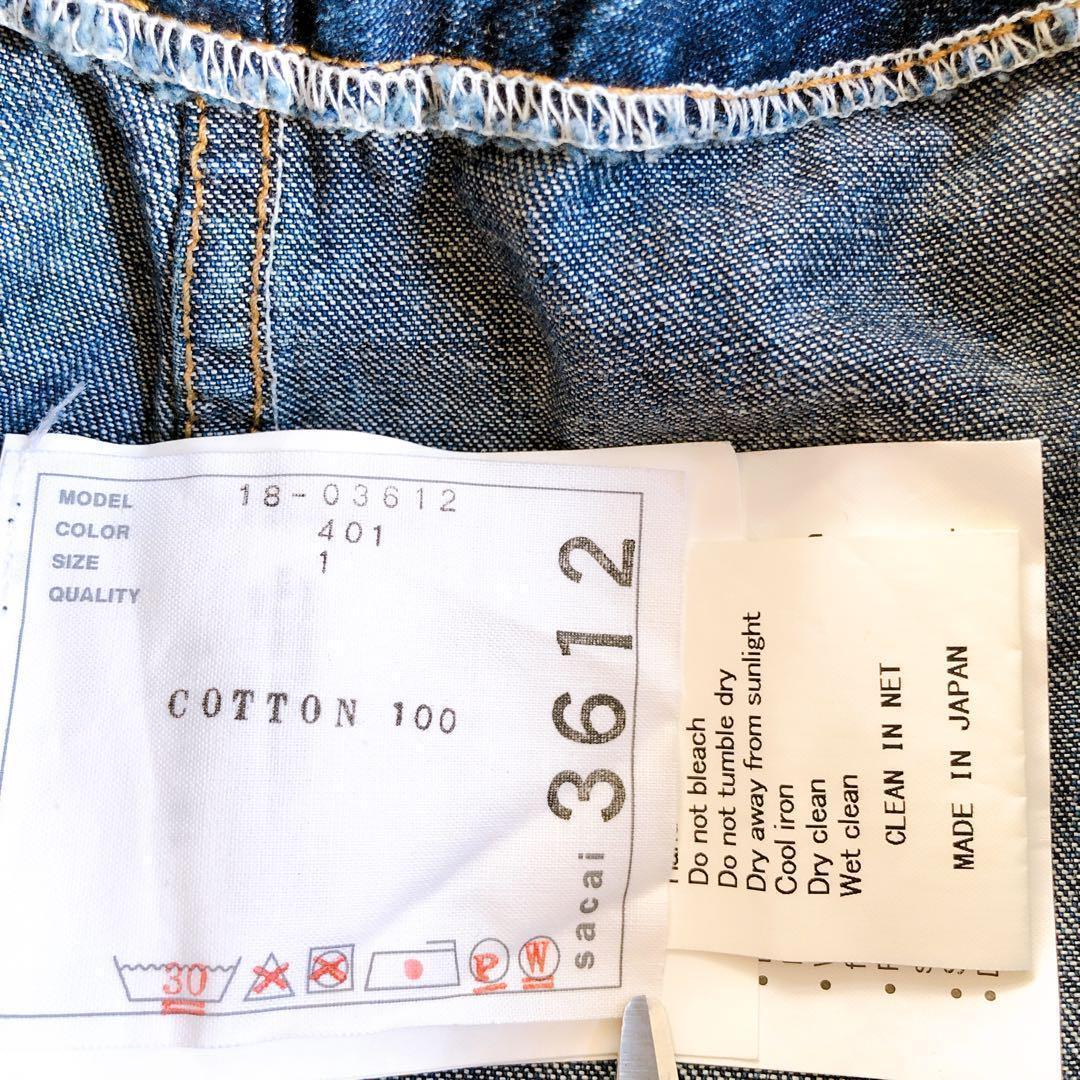 MODEL 18-03612
COLOR 401
SIZE 1
QUALITY
COTTON 100
sacai 3612
30
P
W
Do not bleach
Do not tumble dry
Dry away from sunlight
Cool iron
Dry clean
Wet clean
CLEAN IN NET
MADE IN JAPAN